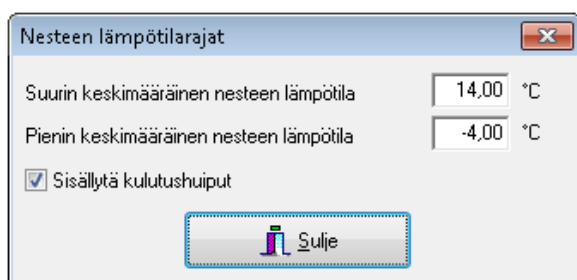 Nesteen lämpötilarajat
Suurin keskimääräinen nesteen lämpötila 14,00 °C
Pienin keskimääräinen nesteen lämpötila -4,00 °C
Sisällytä kulutushuiput
Sulje